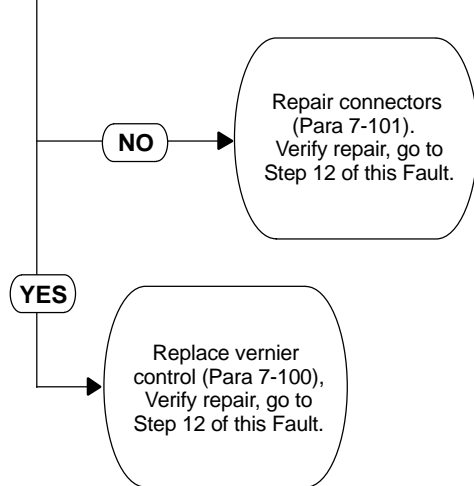 NO
Repair connectors
(Para 7-101).
Verify repair, go to
Step 12 of this Fault.
YES
Replace vernier
control (Para 7-100),
Verify repair, go to
Step 12 of this Fault.